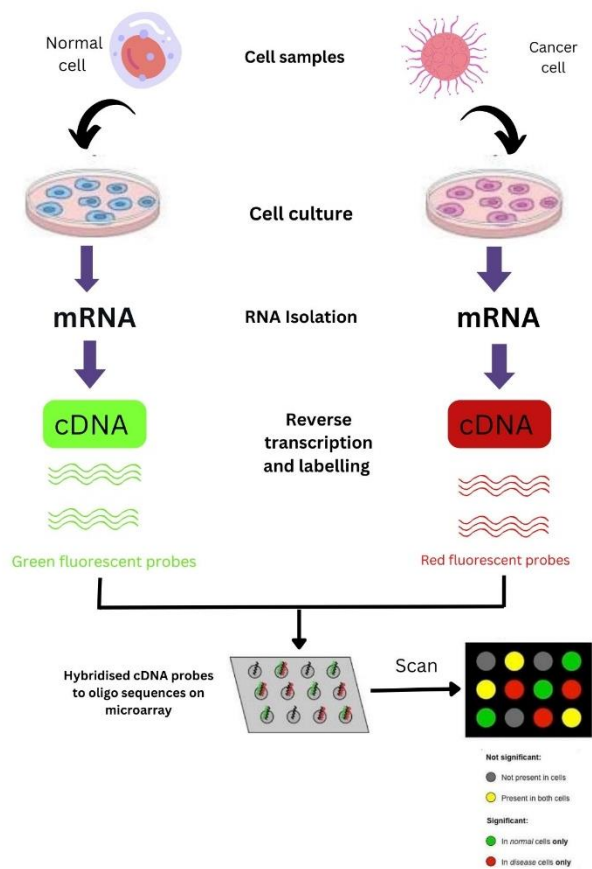 Normal
cell
Cell samples
Cancer
cell
Cell culture
mRNA
RNA Isolation
mRNA
cDNA
Reverse
transcription
and labelling
cDNA
Green fluorescent probes
Red fluorescent probes
Hybridised cDNA probes
to oligo sequences on
microarray
Scan
Not significant:
Not present in cells
Present in both cells
Significant:
In normal cells only
In disease cells only